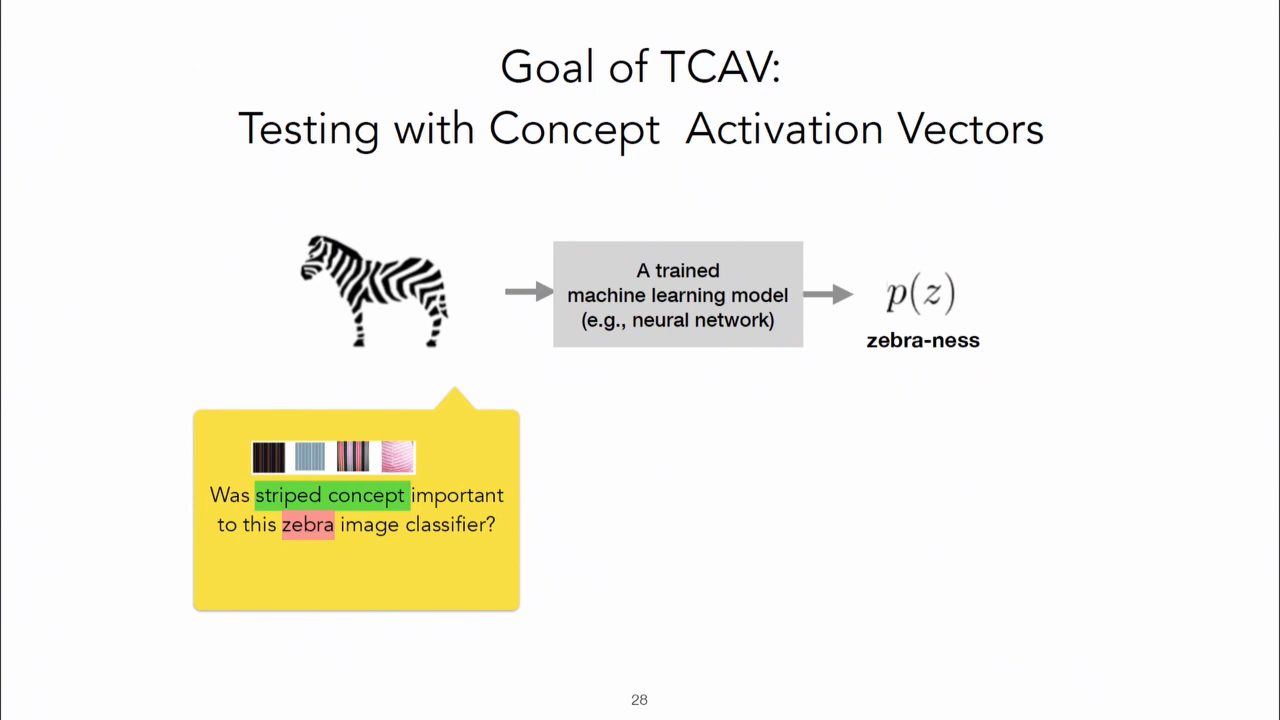 Goal of TCAV:
Testing with Concept Activation Vectors
A trained
machine learning model
(e.g., neural network)
p(z)
zebra-ness
Was striped concept important
to this zebra image classifier?
28